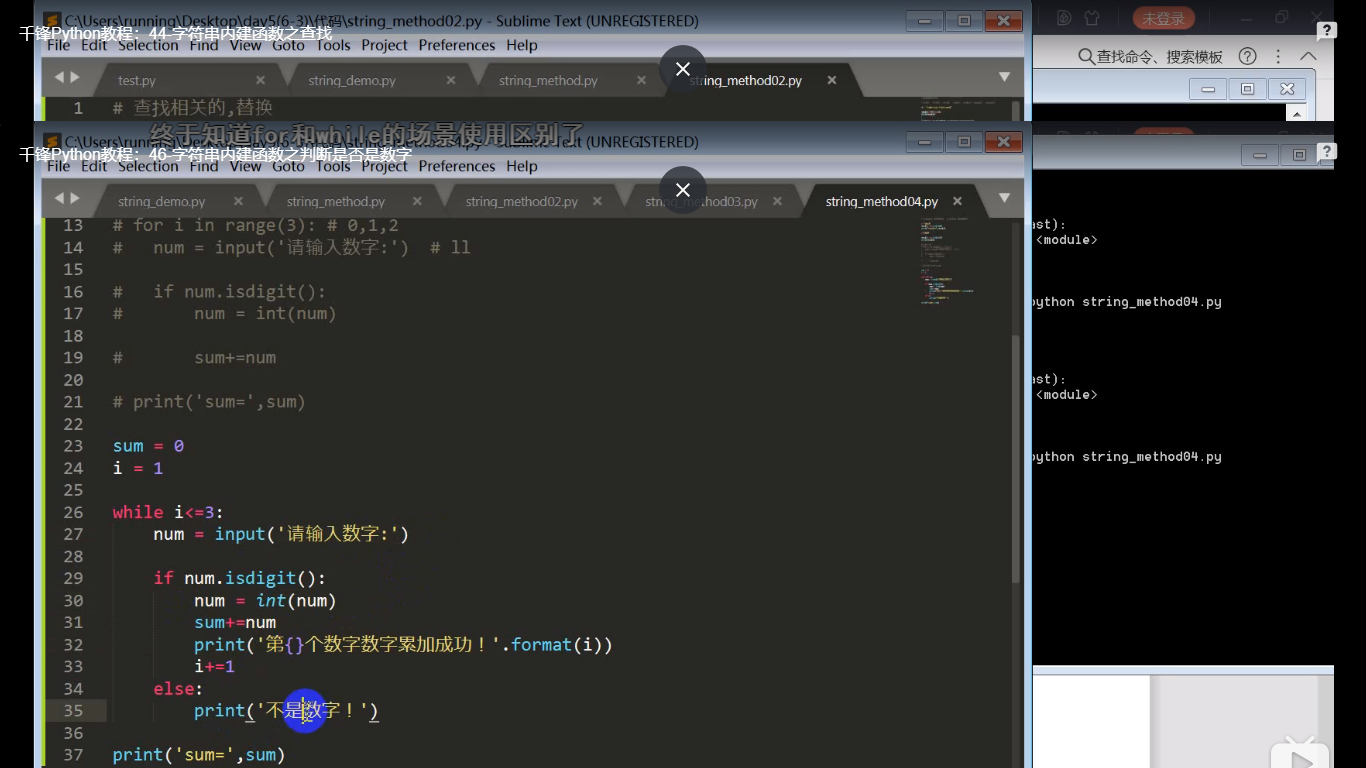 C:\Users\running\Desktop\day5(6-3)\代码\string_method02.py - Sublime Text (UNREGISTERED)
千锋Python教程：44-字符串内建函数之查找
未登录
File Edit Selection Find View Goto Tools Project Preferences Help
查找命令、搜索模板
test.py
string_demo.py
string_method.py
string_method02.py
1 # 查找相关的,替换
终于知道for和while的场景使用区别了
千锋Python教程：46-字符串内建函数之判断是否是数字
File Edit Selection Find View Goto Tools Project Preferences Help
string_demo.py
string_method.py
string_method02.py
string_method04.py
13 # for i in range(3): # 0,1,2
14 # num = input('请输入数字:') # ll
15
16 # if num.isdigit():
17 # num = int(num)
18
19 # sum+=num
20
21 # print('sum=',sum)
22
23 sum = 0
24 i = 1
25
26 while i<=3:
27 num = input('请输入数字:')
28
29 if num.isdigit():
30 num = int(num)
31 sum+=num
32 print('第{}个数字数字累加成功！'.format(i))
33 i+=1
34 else:
35 print('不是数字！')
36
37 print('sum=',sum)
ast):
<module>
python string_method04.py
ast):
<module>
python string_method04.py